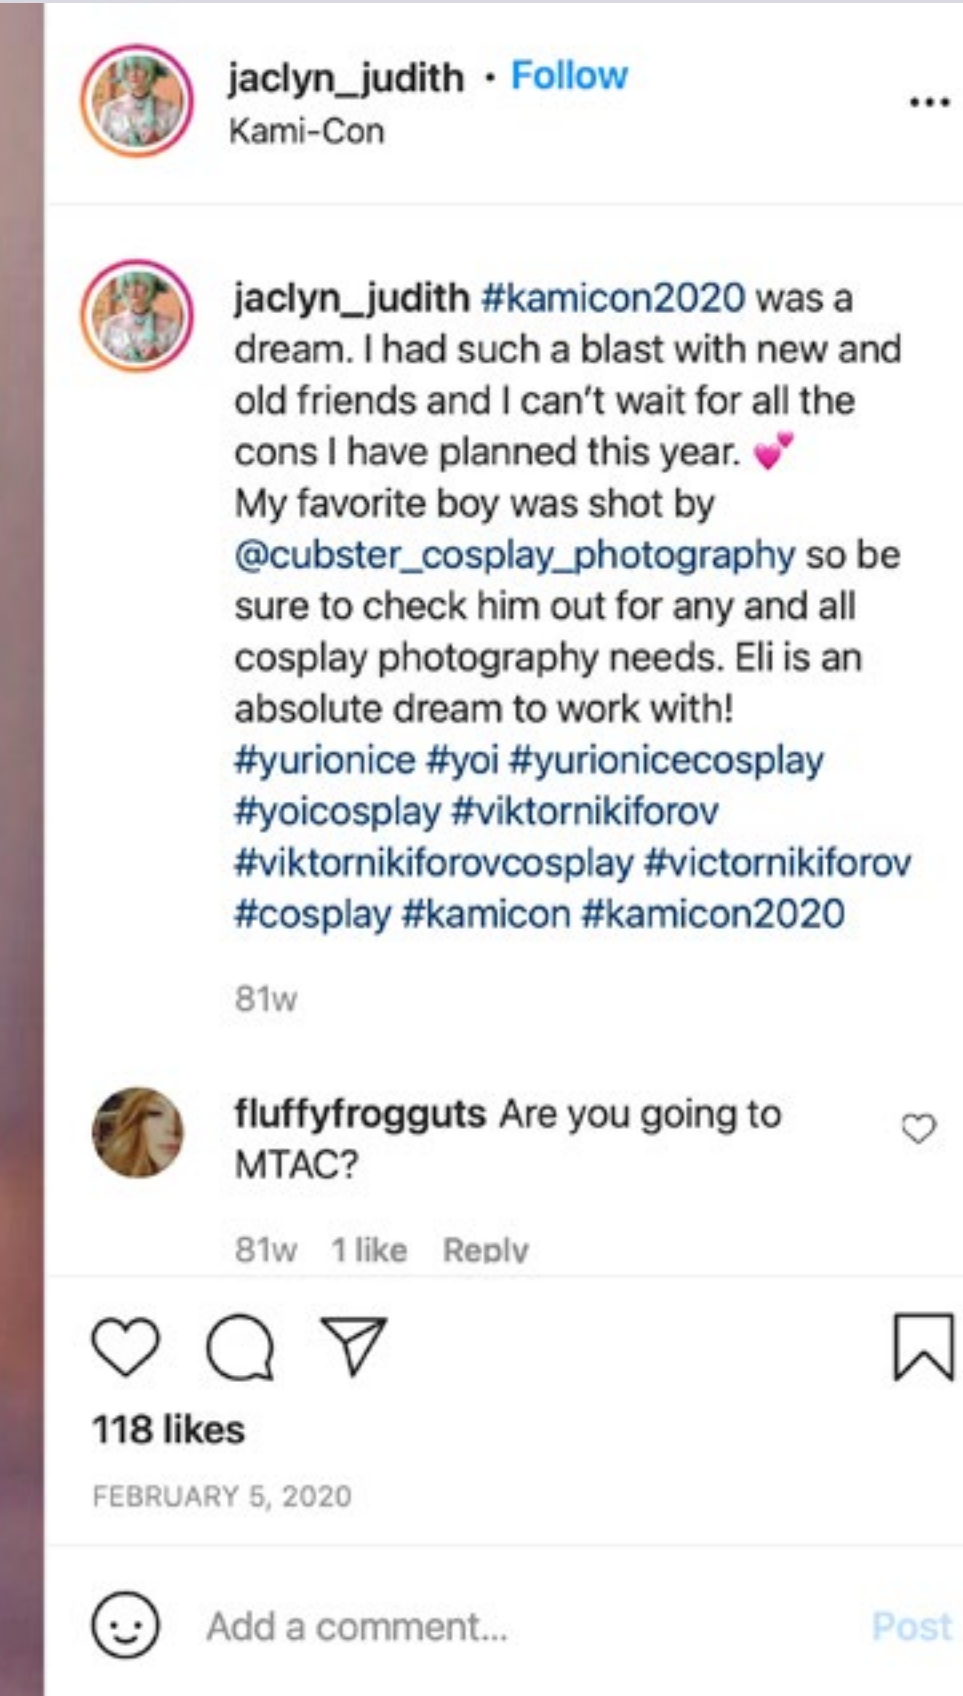 jaclyn_judith • Follow
Kami-Con
jaclyn_judith #kamicon2020 was a
dream. I had such a blast with new and
old friends and I can't wait for all the
cons I have planned this year. 💕
My favorite boy was shot by
@cubster_cosplay_photography so be
sure to check him out for any and all
cosplay photography needs. Eli is an
absolute dream to work with!
#yurionice #yoi #yurionicecosplay
#yoicosplay #viktornikiforov
#viktornikiforovcosplay #victornikiforov
#cosplay #kamicon #kamicon2020
81w
fluffyfrogguts Are you going to
MTAC?
81w 1 like Reply
118 likes
FEBRUARY 5, 2020
Add a comment... Post